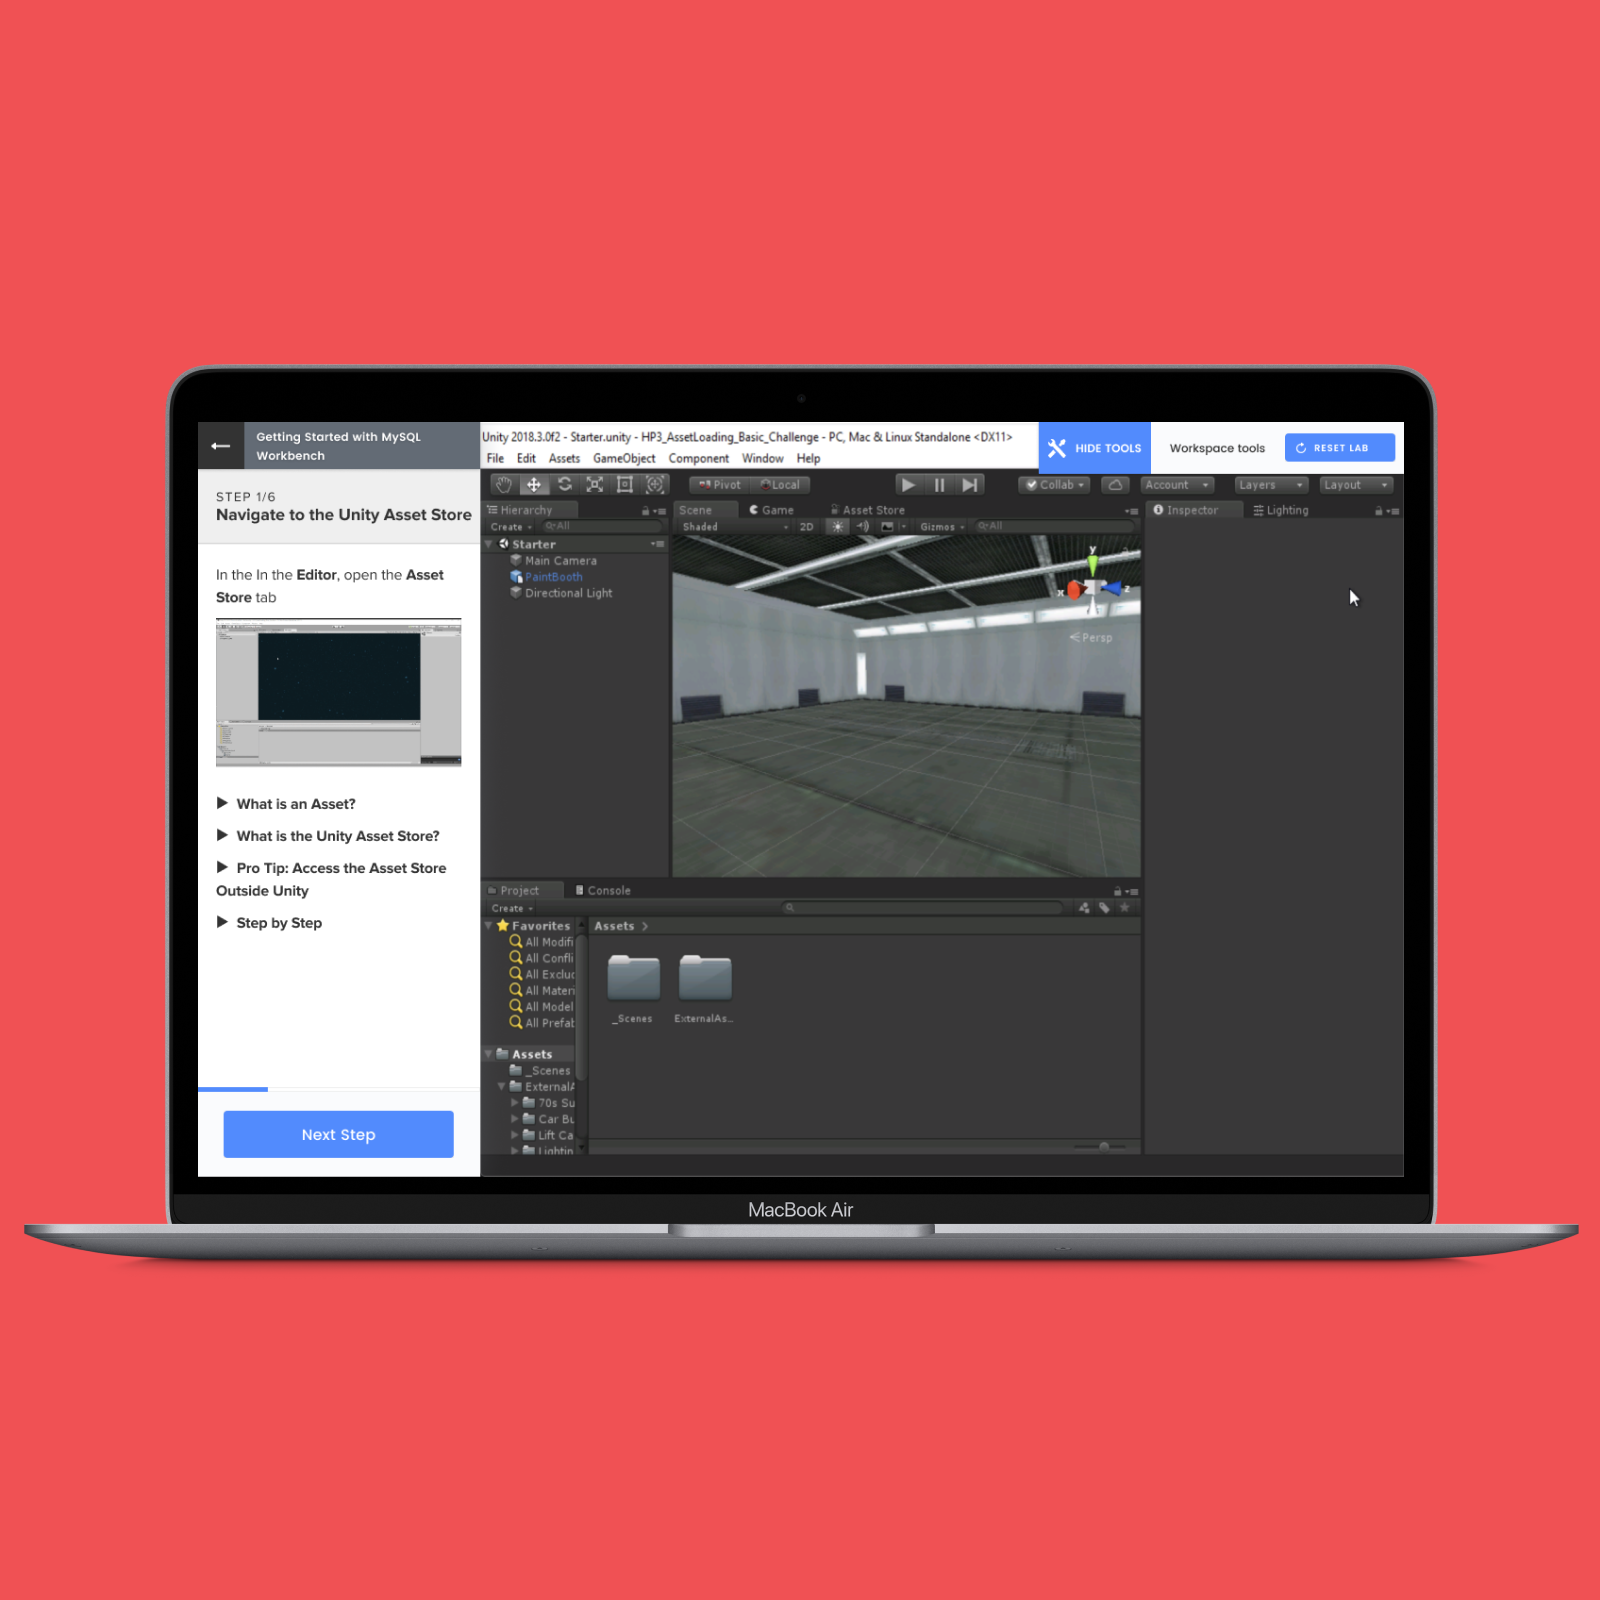 Getting Started with MySQL
Workbench
STEP 1/6
Navigate to the Unity Asset Store
In the In the Editor, open the Asset
Store tab
What is an Asset?
What is the Unity Asset Store?
Pro Tip: Access the Asset Store
Outside Unity
Step by Step
Next Step
Unity 2018.3.0f2 - Starter.unity - HP3_AssetLoading_Basic_Challenge - PC, Mac & Linux Standalone <DX11>
File Edit Assets GameObject Component Window Help
HIDE TOOLS
Workspace tools
RESET LAB
Pivot Local
Collab Account Layers Layout
Hierarchy
Create All
Starter
Main Camera
PaintBooth
Directional Light
Scene Game Asset Store
Shaded 2D Gizmos All
y
x
z
Persp
Inspector Lighting
Project Console
Create
Favorites
All Modifi
All Confli
All Exclud
All Materi
All Model
All Prefab
Assets
_Scenes
ExternalA
70s Su
Car Bu
Lift Ca
Lightin
Assets
_Scenes
ExternalAs...
MacBook Air